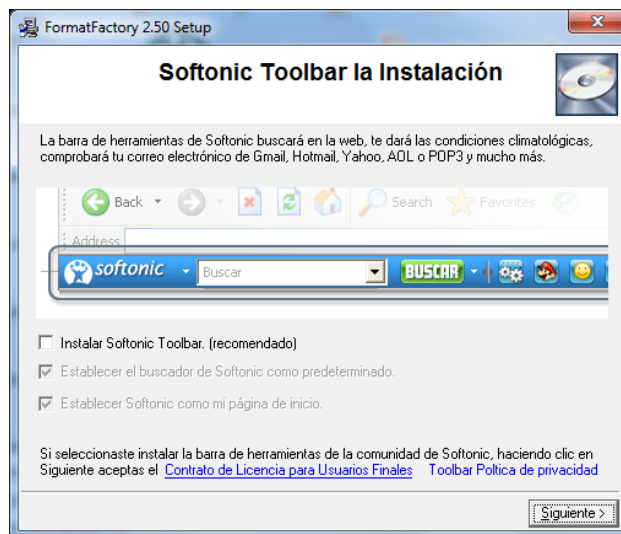 FormatFactory 2.50 Setup
Softonic Toolbar la Instalación
La barra de herramientas de Softonic buscará en la web, te dará las condiciones climatológicas,
comprobará tu correo electrónico de Gmail, Hotmail, Yahoo, AOL o POP3 y mucho más.
Back
Search
Favorites
Address
softonic
Buscar
BUSCAR
Instalar Softonic Toolbar. (recomendado)
Establecer el buscador de Softonic como predeterminado.
Establecer Softonic como mi página de inicio.
Si seleccionaste instalar la barra de herramientas de la comunidad de Softonic, haciendo clic en
Siguiente aceptas el Contrato de Licencia para Usuarios Finales Toolbar Poltica de privacidad
Siguiente >